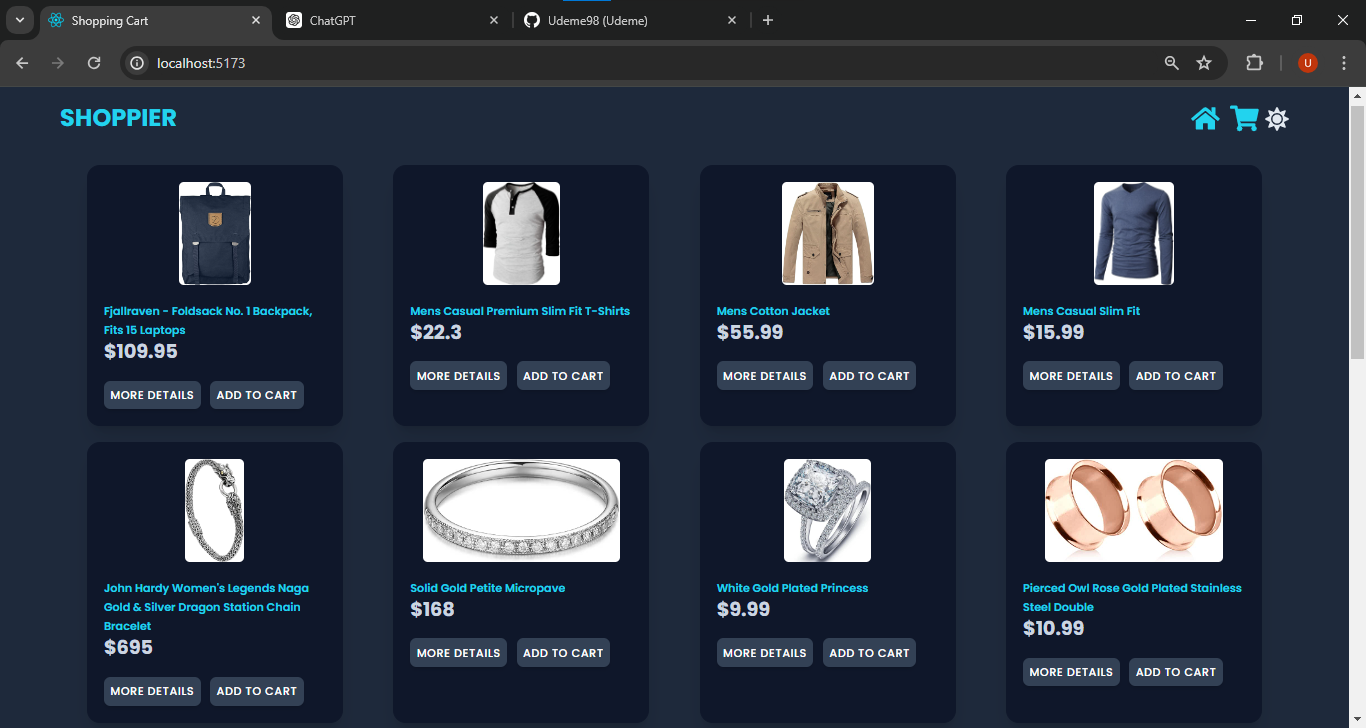 Shopping Cart
ChatGPT
Udeme98 (Udeme)
localhost:5173
U
SHOPPIER
Fjallraven - Foldsack No. 1 Backpack,
Fits 15 Laptops
$109.95
MORE DETAILS
ADD TO CART
Mens Casual Premium Slim Fit T-Shirts
$22.3
MORE DETAILS
ADD TO CART
Mens Cotton Jacket
$55.99
MORE DETAILS
ADD TO CART
Mens Casual Slim Fit
$15.99
MORE DETAILS
ADD TO CART
John Hardy Women's Legends Naga
Gold & Silver Dragon Station Chain
Bracelet
$695
MORE DETAILS
ADD TO CART
Solid Gold Petite Micropave
$168
MORE DETAILS
ADD TO CART
White Gold Plated Princess
$9.99
MORE DETAILS
ADD TO CART
Pierced Owl Rose Gold Plated Stainless
Steel Double
$10.99
MORE DETAILS
ADD TO CART